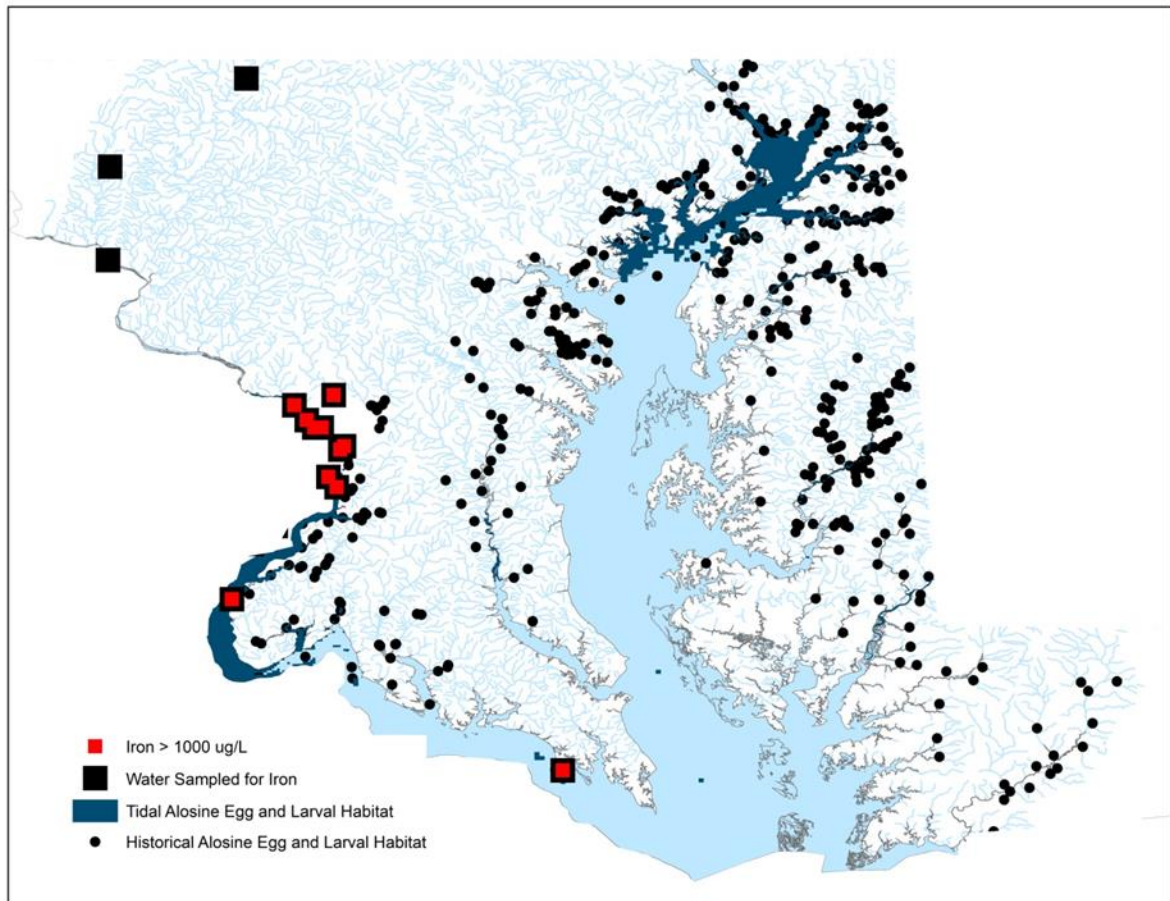 Iron > 1000 ug/L
Water Sampled for Iron
Tidal Alosine Egg and Larval Habitat
Historical Alosine Egg and Larval Habitat